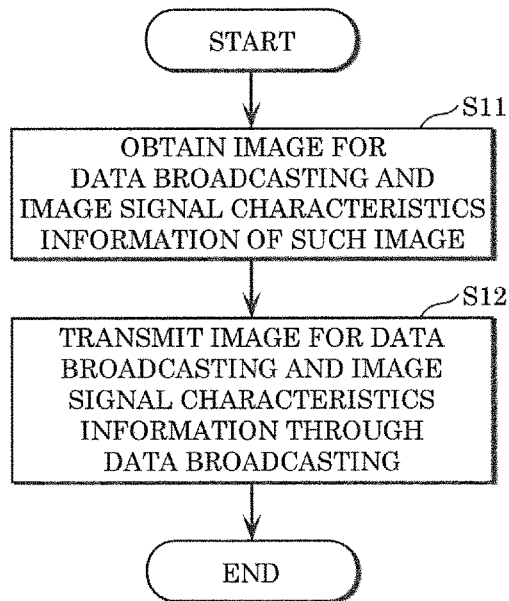 START
S11
OBTAIN IMAGE FOR
DATA BROADCASTING AND
IMAGE SIGNAL CHARACTERISTICS
INFORMATION OF SUCH IMAGE
S12
TRANSMIT IMAGE FOR DATA
BROADCASTING AND IMAGE
SIGNAL CHARACTERISTICS
INFORMATION THROUGH
DATA BROADCASTING
END